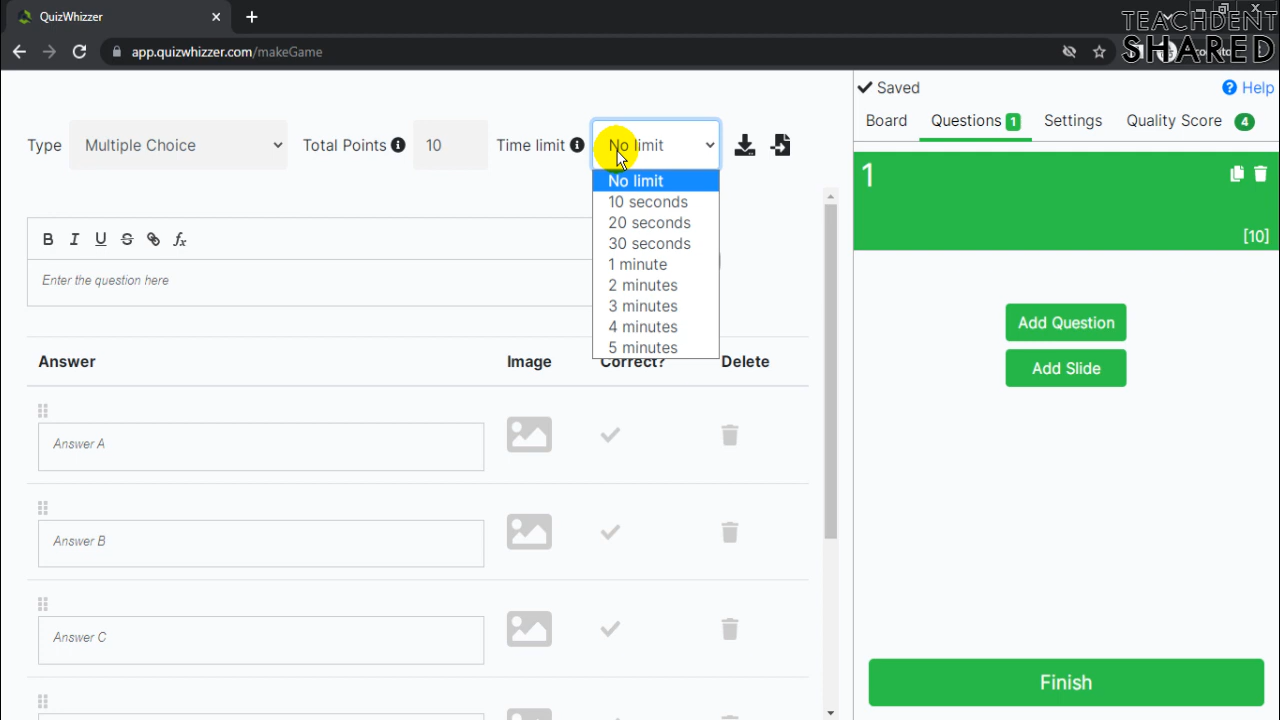 QuizWhizzer
TEACHDENT
SHARED
app.quizwhizzer.com/makeGame
Saved
Help
Type
Multiple Choice
Total Points
10
Time limit
No limit
No limit
10 seconds
20 seconds
30 seconds
1 minute
2 minutes
3 minutes
4 minutes
5 minutes
Board
Questions 1
Settings
Quality Score 4
1
[10]
Add Question
Add Slide
B I U S fx
Enter the question here
Answer
Image
Correct?
Delete
Answer A
Answer B
Answer C
Finish